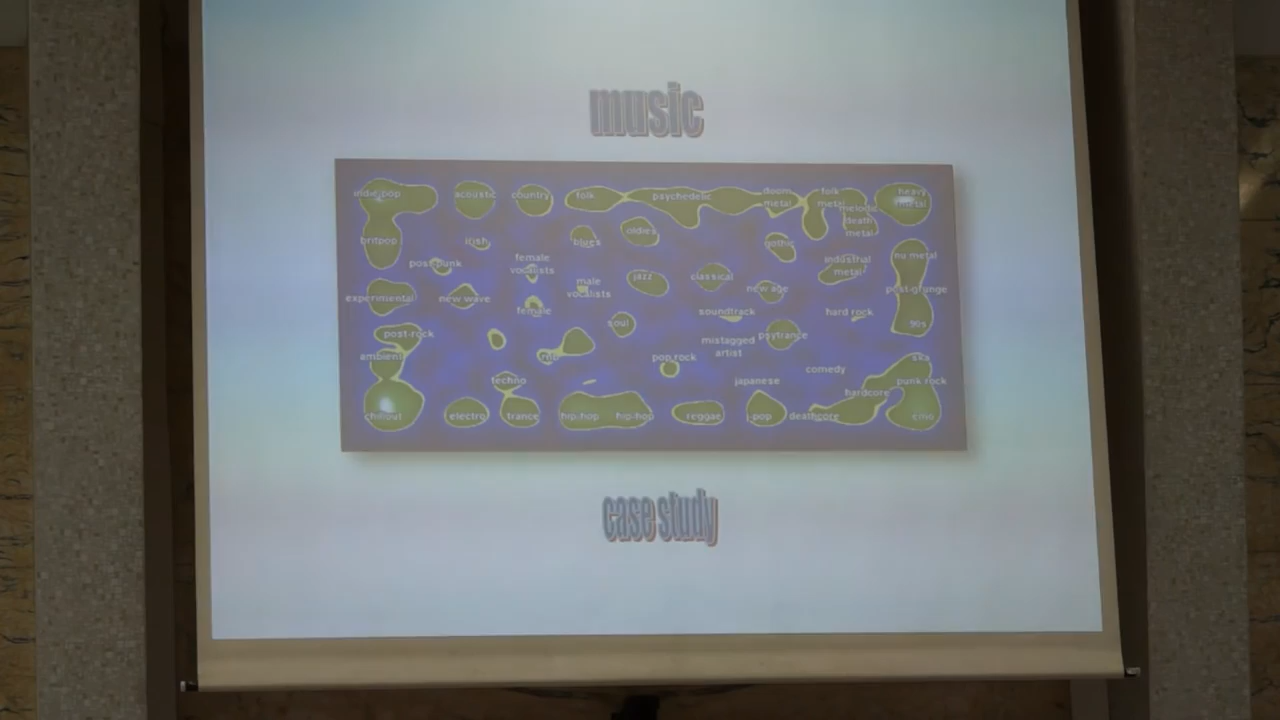 music
indie pop
acoustic
country
folk
psychedelic
doom
metal
folk
metal
melodic
death
metal
heavy
metal
britpop
irish
blues
oldies
gothic
post-punk
female
vocalists
male
vocalists
jazz
classical
new age
industrial
metal
nu metal
post-grunge
experimental
new wave
female
soul
soundtrack
hard rock
90s
post-rock
rnb
mistagged
artist
psytrance
ambient
pop rock
comedy
ska
techno
japanese
hardcore
punk rock
chillout
electro
trance
hip-hop
hip-hop
reggae
j-pop
deathcore
emo
case study